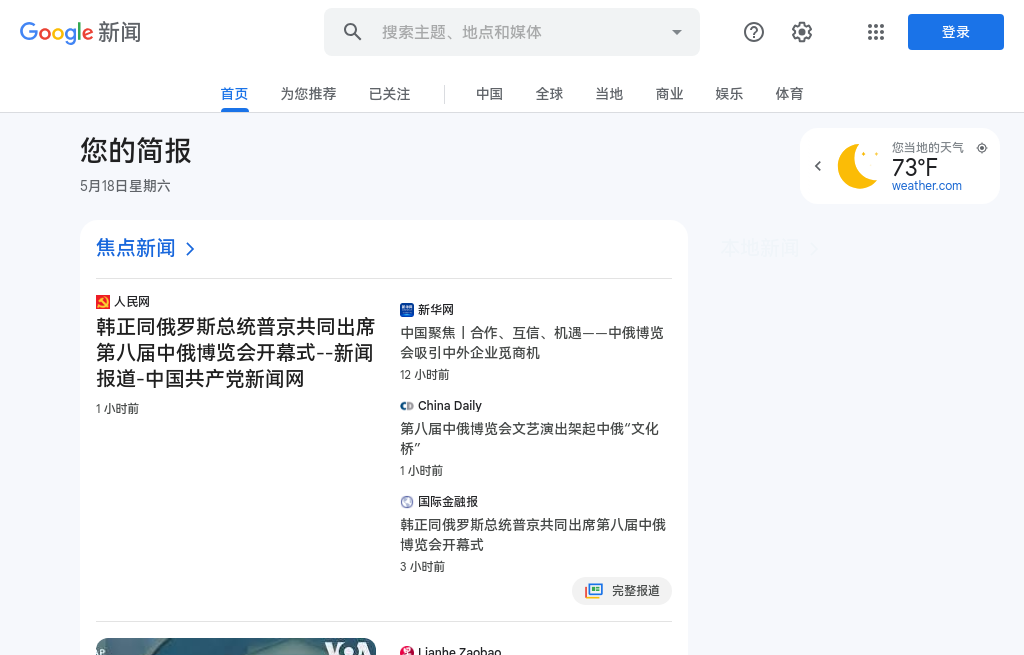 Google 新闻
搜索主题、地点和媒体
登录
首页
为您推荐
已关注
中国
全球
当地
商业
娱乐
体育
您的简报
5月18日星期六
您当地的天气
73°F
weather.com
焦点新闻
本地新闻
人民网
韩正同俄罗斯总统普京共同出席
第八届中俄博览会开幕式--新闻
报道-中国共产党新闻网
1 小时前
新华网
中国聚焦丨合作、互信、机遇——中俄博览
会吸引中外企业觅商机
12 小时前
China Daily
第八届中俄博览会文艺演出架起中俄“文化
桥”
1 小时前
国际金融报
韩正同俄罗斯总统普京共同出席第八届中俄
博览会开幕式
3 小时前
完整报道
VOA
Lianhe Zaobao